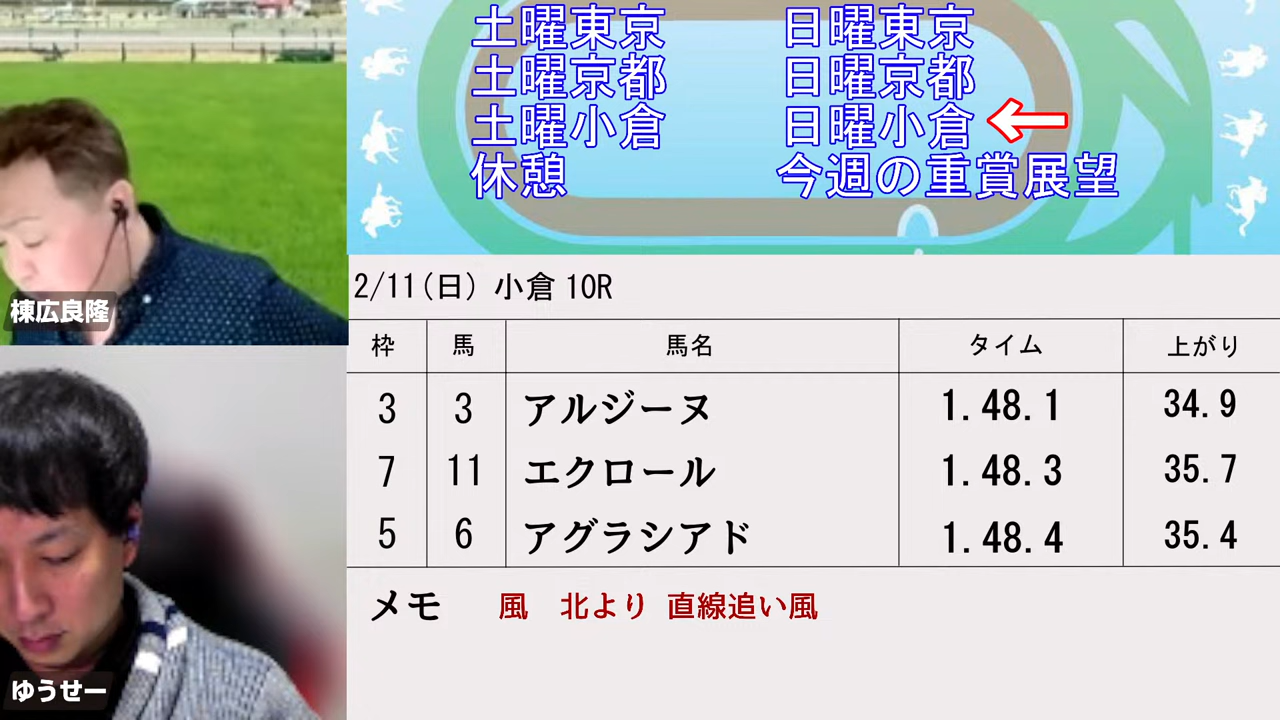 土曜東京 日曜東京
土曜京都 日曜京都
土曜小倉 日曜小倉
休憩 今週の重賞展望
棟広良隆
2/11(日) 小倉 10R
枠 馬 馬名 タイム 上がり
3 3 アルジーヌ 1.48.1 34.9
7 11 エクロール 1.48.3 35.7
5 6 アグラシアド 1.48.4 35.4
メモ 風 北より 直線追い風
ゆうせー